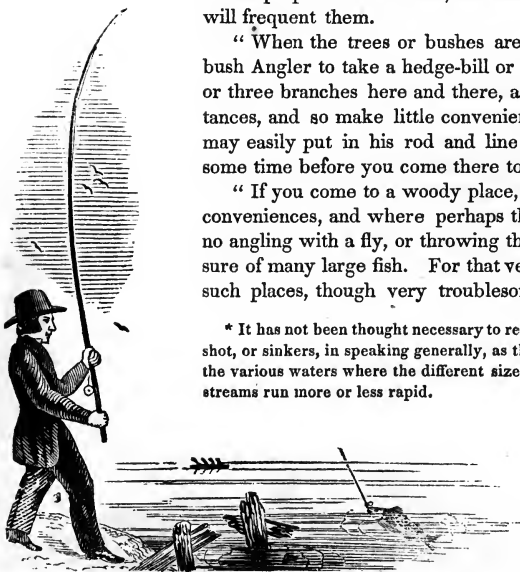 will frequent them.
“ When the trees or bushes are
bush Angler to take a hedge-bill or
or three branches here and there, a
tances, and so make little convenien
may easily put in his rod and line
some time before you come there to
“ If you come to a woody place,
conveniences, and where perhaps th
no angling with a fly, or throwing th
sure of many large fish. For that ve
such places, though very troubleso
* It has not been thought necessary to re
shot, or sinkers, in speaking generally, as th
the various waters where the different size
streams run more or less rapid.